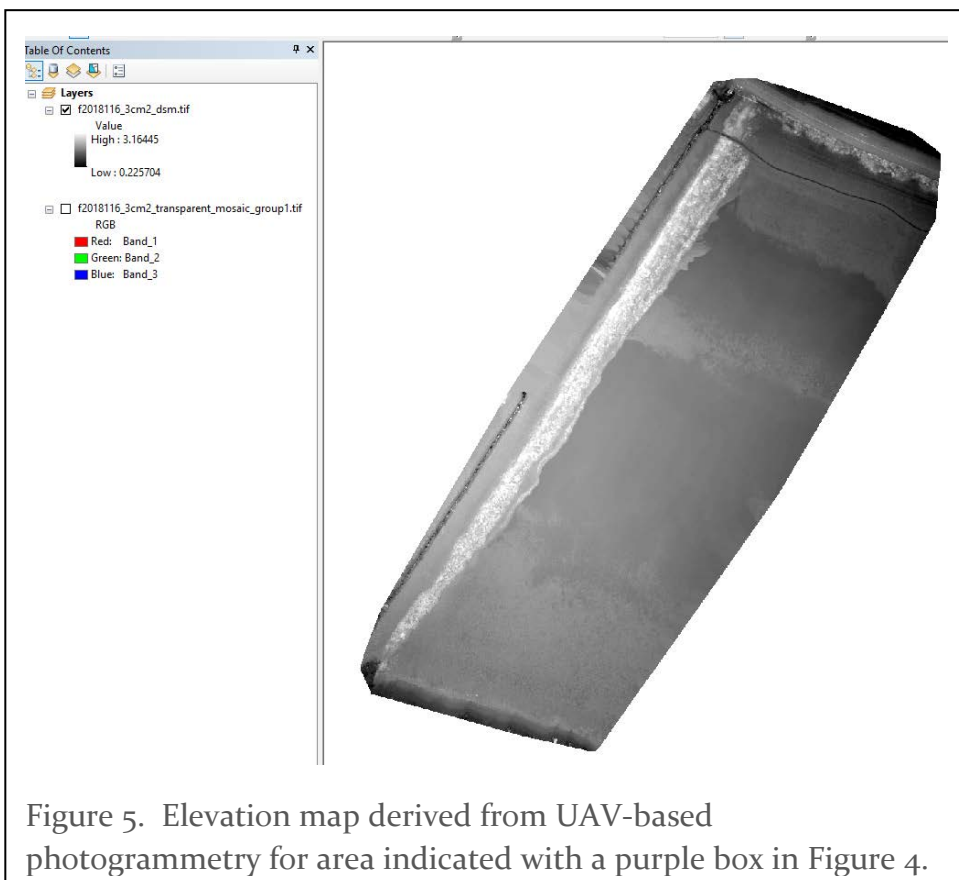 Table Of Contents
Layers
f2018116_3cm2_dsm.tif
Value
High : 3.16445
Low : 0.225704
f2018116_3cm2_transparent_mosaic_group1.tif
RGB
Red: Band_1
Green: Band_2
Blue: Band_3
Figure 5. Elevation map derived from UAV-based
photogrammetry for area indicated with a purple box in Figure 4.